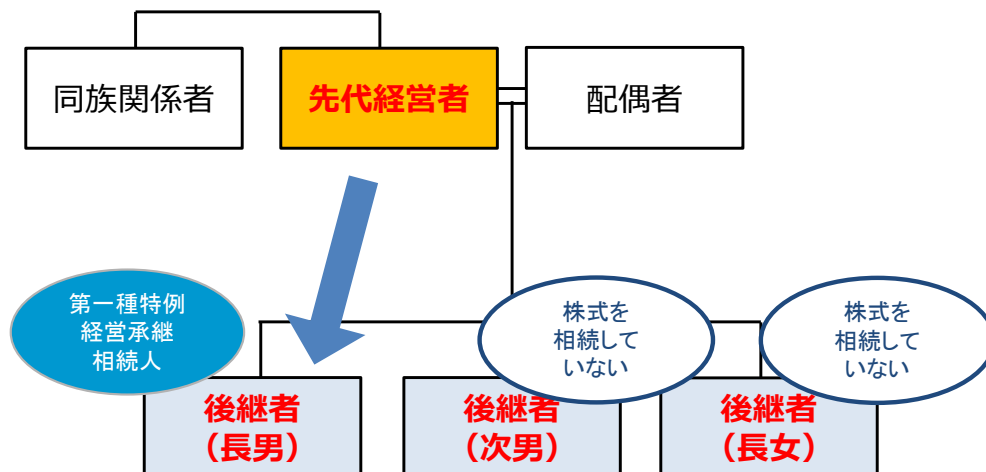 同族関係者
先代経営者
配偶者
第一種特例
経営承継
相続人
株式を
相続して
いない
株式を
相続して
いない
後継者
（長男）
後継者
（次男）
後継者
（長女）